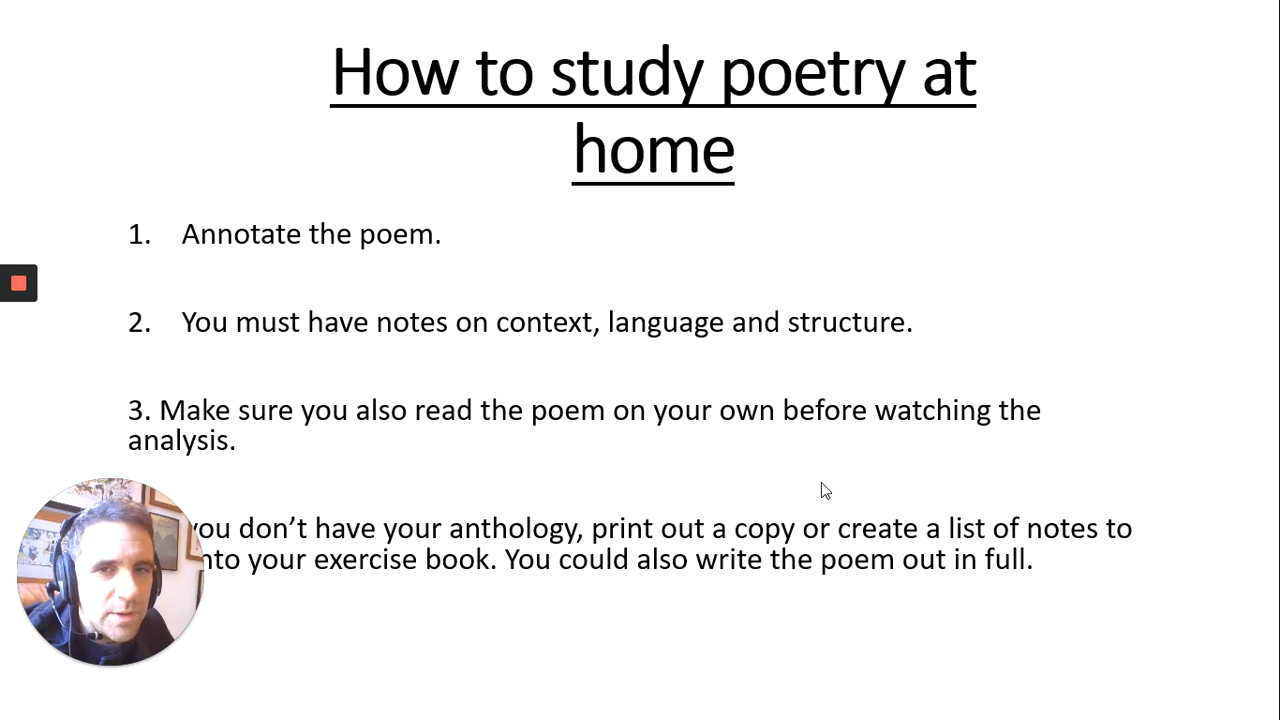 How to study poetry at
home
1. Annotate the poem.
2. You must have notes on context, language and structure.
3. Make sure you also read the poem on your own before watching the
analysis.
you don’t have your anthology, print out a copy or create a list of notes to
your exercise book. You could also write the poem out in full.